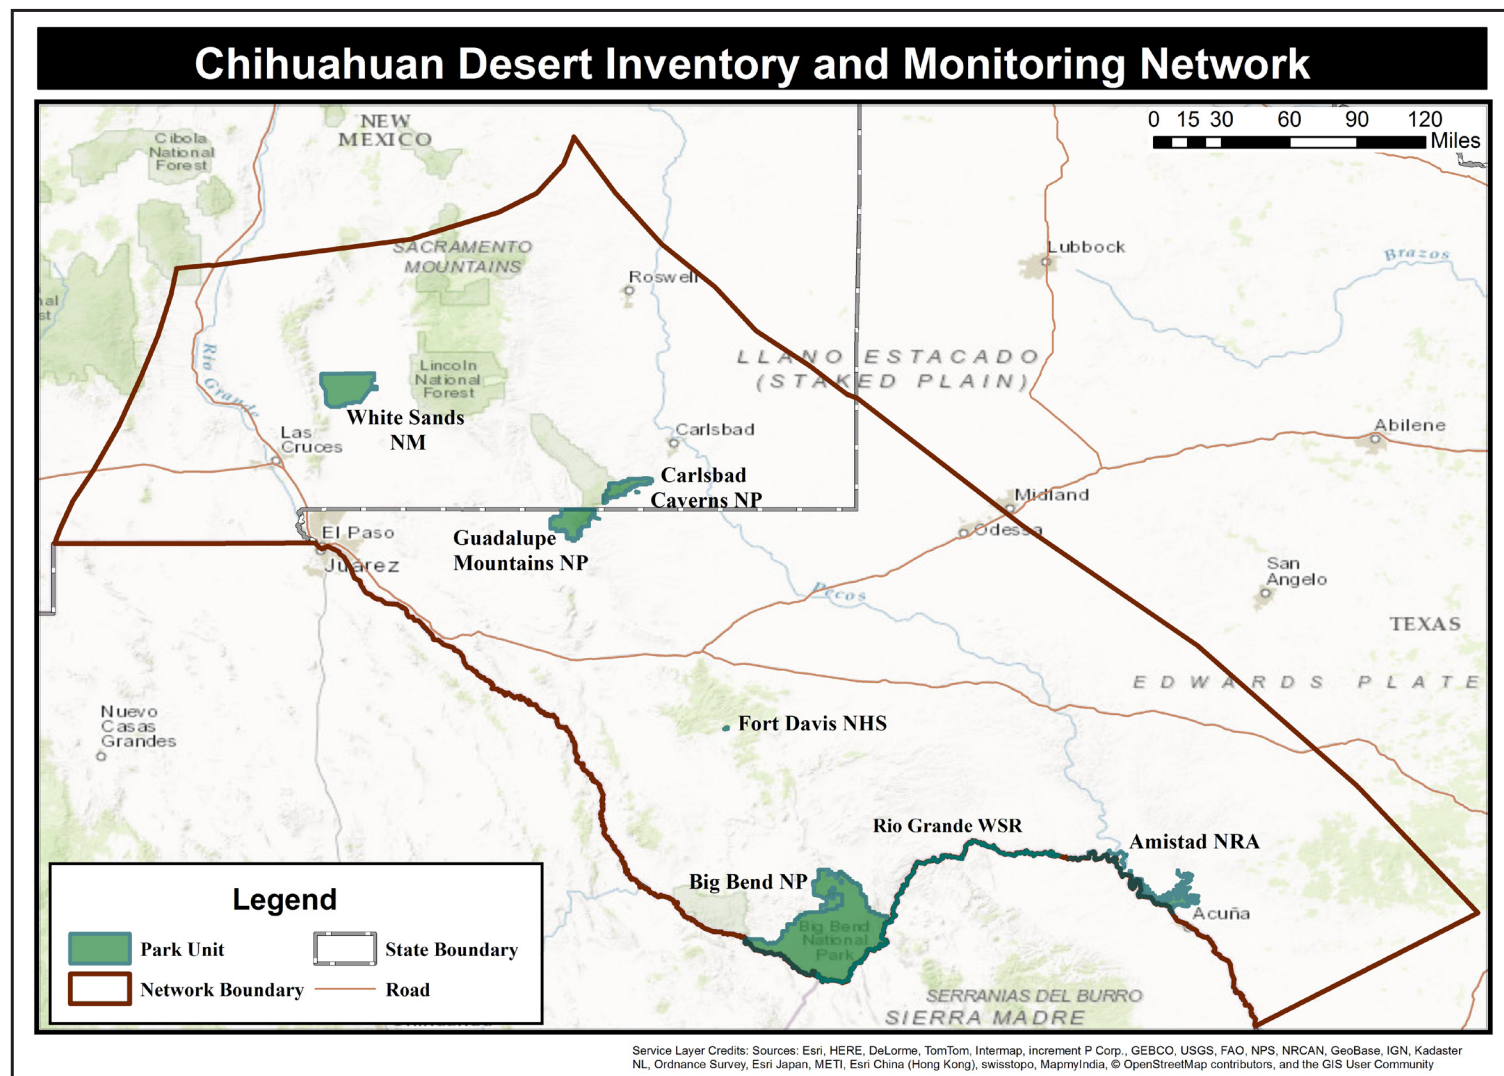 Chihuahuan Desert Inventory and Monitoring Network
0 15 30 60 90 120
Miles
NEW
MEXICO
Cibola
National
Forest
SACRAMENTO
MOUNTAINS
Roswell
Lubbock
Brazos
LLANO ESTACADO
(STAKED PLAIN)
Rio Grande
Lincoln
National
Forest
White Sands
NM
Las
Cruces
Carlsbad
Abilene
Carlsbad
Caverns NP
Midland
Odessa
El Paso
Juárez
Guadalupe
Mountains NP
San
Angelo
Pecos
TEXAS
EDWARDS PLATE
Nuevo
Casas
Grandes
Fort Davis NHS
Rio Grande WSR
Amistad NRA
Big Bend NP
Acuña
Big Bend
National
Park
SERRANIAS DEL BURRO
SIERRA MADRE
Legend
Park Unit
State Boundary
Network Boundary
Road
Service Layer Credits: Sources: Esri, HERE, DeLorme, TomTom, Intermap, increment P Corp., GEBCO, USGS, FAO, NPS, NRCAN, GeoBase, IGN, Kadaster
NL, Ordnance Survey, Esri Japan, METI, Esri China (Hong Kong), swisstopo, MapmyIndia, © OpenStreetMap contributors, and the GIS User Community